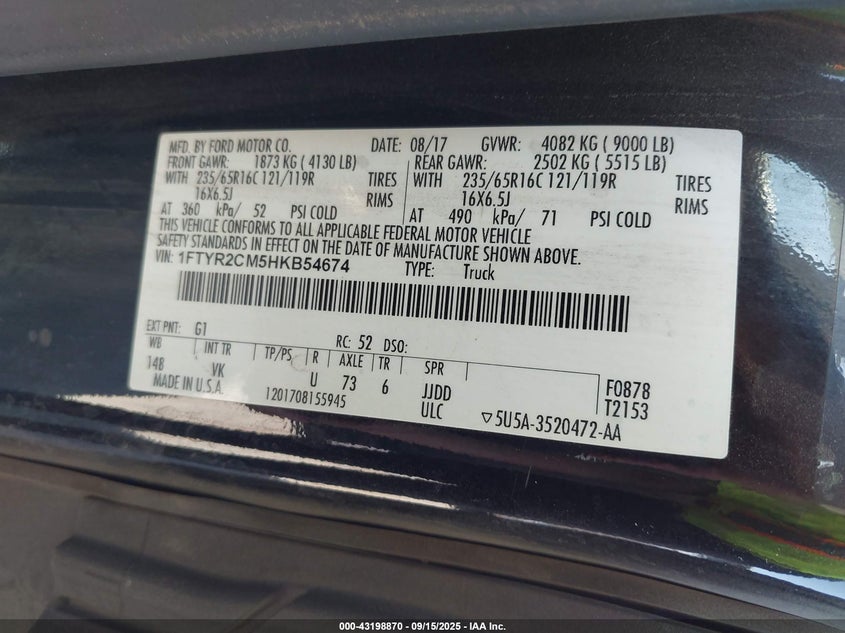 MFD. BY FORD MOTOR CO. DATE: 08/17 GVWR: 4082 KG ( 9000 LB)
FRONT GAWR: 1873 KG ( 4130 LB) REAR GAWR: 2502 KG ( 5515 LB)
WITH 235/65R16C 121/119R TIRES WITH 235/65R16C 121/119R TIRES
16X6.5J RIMS 16X6.5J RIMS
AT 360 kPa/ 52 PSI COLD AT 490 kPa/ 71 PSI COLD
THIS VEHICLE CONFORMS TO ALL APPLICABLE FEDERAL MOTOR VEHICLE
SAFETY STANDARDS IN EFFECT ON THE DATE OF MANUFACTURE SHOWN ABOVE.
VIN: 1FTYR2CM5HKB54674 TYPE: Truck
EXT PNT: G1 RC: 52 DSO:
WB INT TR TP/PS R AXLE TR SPR
148 VK U 73 6 JJDD F0878
MADE IN U.S.A. 1201708155945 ULC T2153
▽5U5A-3520472-AA
000-43198870 - 09/15/2025 - IAA Inc.